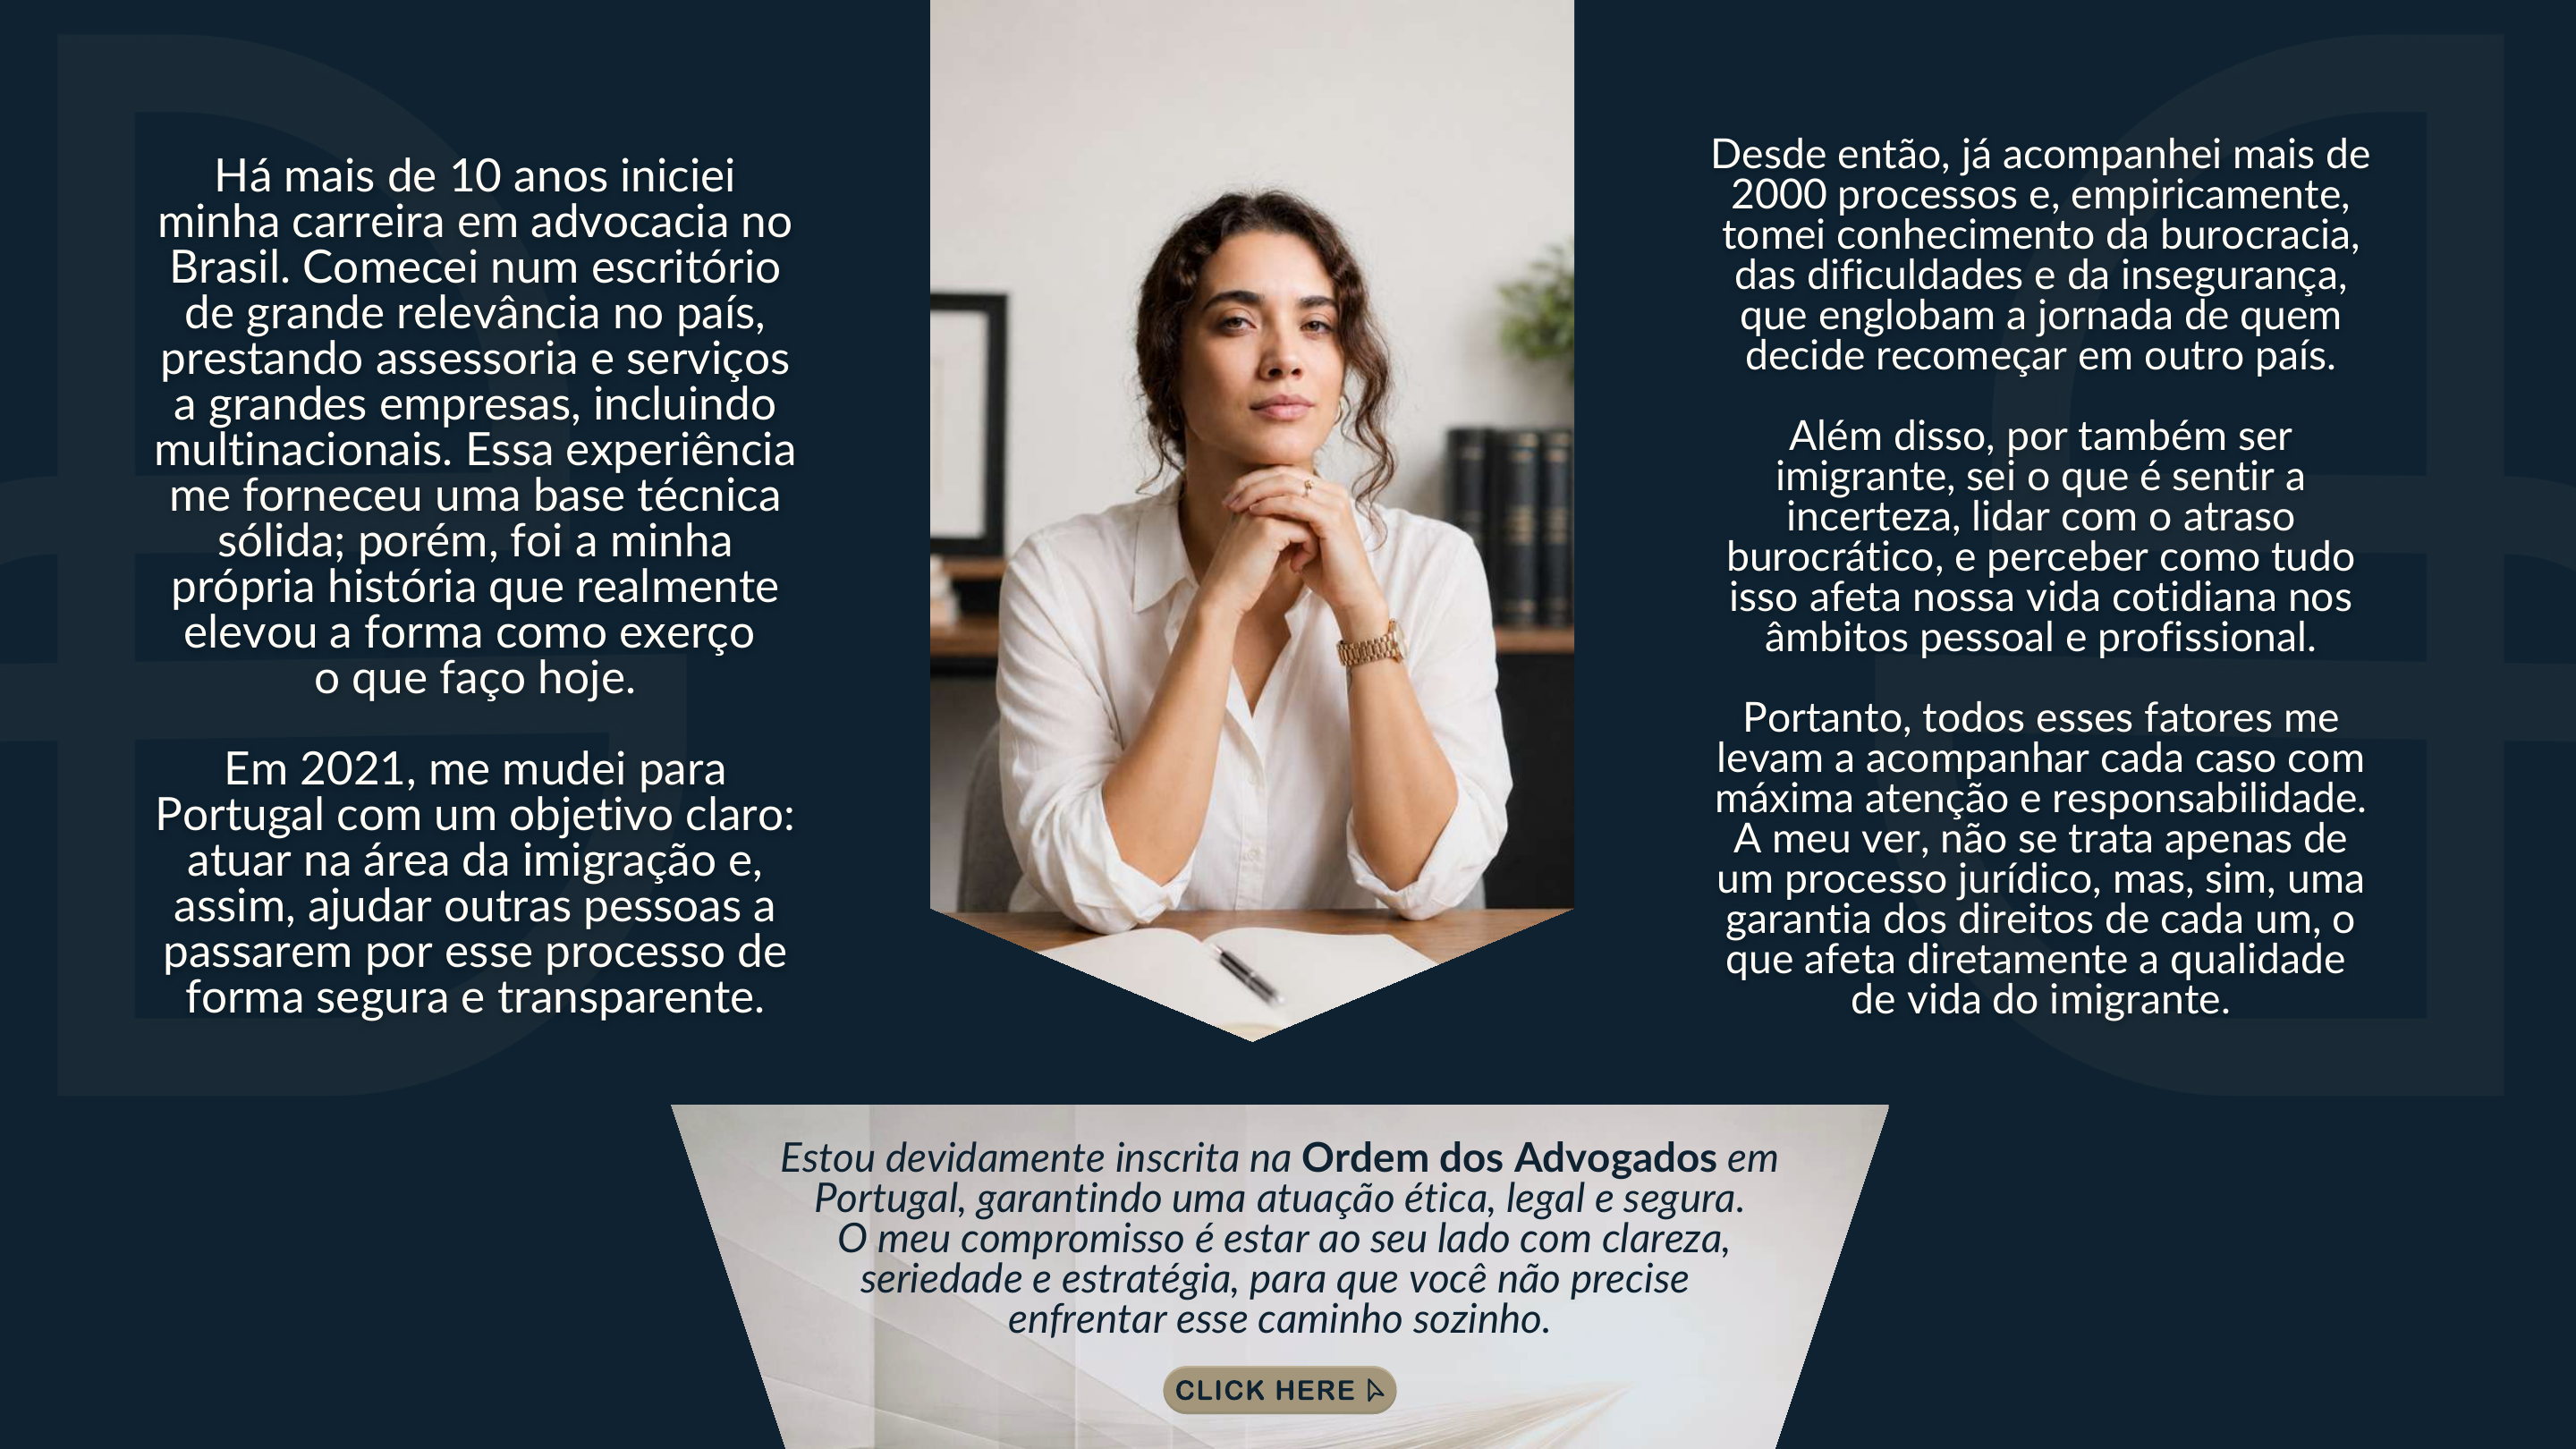 Há mais de 10 anos iniciei
minha carreira em advocacia no
Brasil. Comecei num escritório
de grande relevância no país,
prestando assessoria e serviços
a grandes empresas, incluindo
multinacionais. Essa experiência
me forneceu uma base técnica
sólida; porém, foi a minha
própria história que realmente
elevou a forma como exerço
o que faço hoje.
Em 2021, me mudei para
Portugal com um objetivo claro:
atuar na área da imigração e,
assim, ajudar outras pessoas a
passarem por esse processo de
forma segura e transparente.
Desde então, já acompanhei mais de
2000 processos e, empiricamente,
tomei conhecimento da burocracia,
das dificuldades e da insegurança,
que englobam a jornada de quem
decide recomeçar em outro país.
Além disso, por também ser
imigrante, sei o que é sentir a
incerteza, lidar com o atraso
burocrático, e perceber como tudo
isso afeta nossa vida cotidiana nos
âmbitos pessoal e profissional.
Portanto, todos esses fatores me
levam a acompanhar cada caso com
máxima atenção e responsabilidade.
A meu ver, não se trata apenas de
um processo jurídico, mas, sim, uma
garantia dos direitos de cada um, o
que afeta diretamente a qualidade
de vida do imigrante.
Estou devidamente inscrita na Ordem dos Advogados em
Portugal, garantindo uma atuação ética, legal e segura.
O meu compromisso é estar ao seu lado com clareza,
seriedade e estratégia, para que você não precise
enfrentar esse caminho sozinho.
CLICK HERE